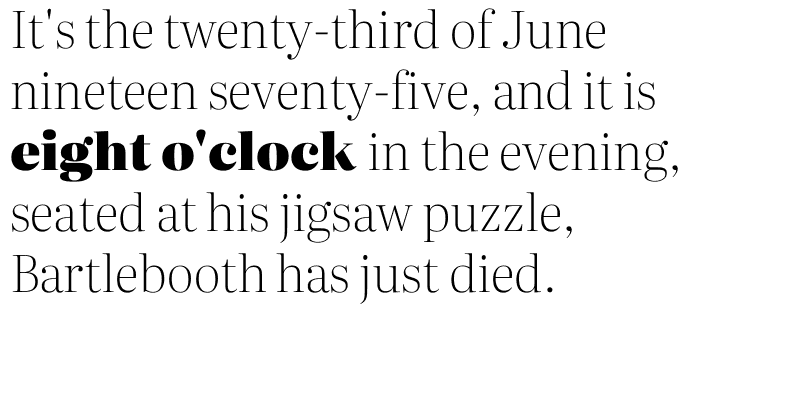 It's the twenty-third of June
nineteen seventy-five, and it is
eight o'clock in the evening,
seated at his jigsaw puzzle,
Bartlebooth has just died.